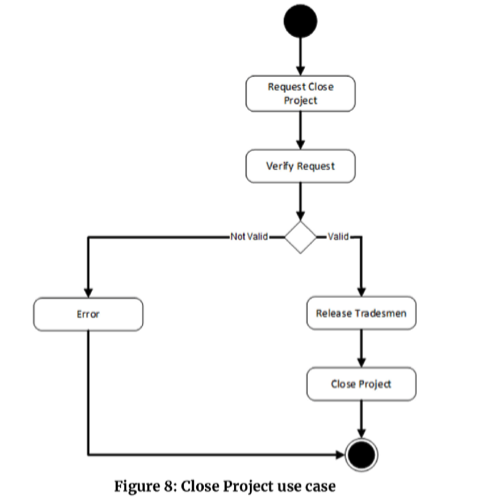 Request Close
Project
Verify Request
Not Valid
Valid
Error
Release Tradesmen
Close Project
Figure 8: Close Project use case